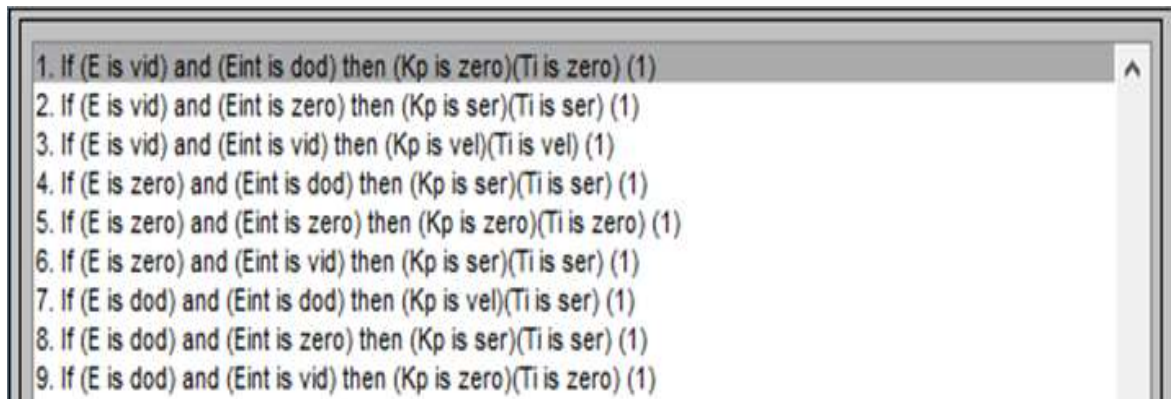 1. If (E is vid) and (Eint is dod) then (Kp is zero)(Ti is zero) (1)
2. If (E is vid) and (Eint is zero) then (Kp is ser)(Ti is ser) (1)
3. If (E is vid) and (Eint is vid) then (Kp is vel)(Ti is vel) (1)
4. If (E is zero) and (Eint is dod) then (Kp is ser)(Ti is ser) (1)
5. If (E is zero) and (Eint is zero) then (Kp is zero)(Ti is zero) (1)
6. If (E is zero) and (Eint is vid) then (Kp is ser)(Ti is ser) (1)
7. If (E is dod) and (Eint is dod) then (Kp is vel)(Ti is ser) (1)
8. If (E is dod) and (Eint is zero) then (Kp is ser)(Ti is ser) (1)
9. If (E is dod) and (Eint is vid) then (Kp is zero)(Ti is zero) (1)